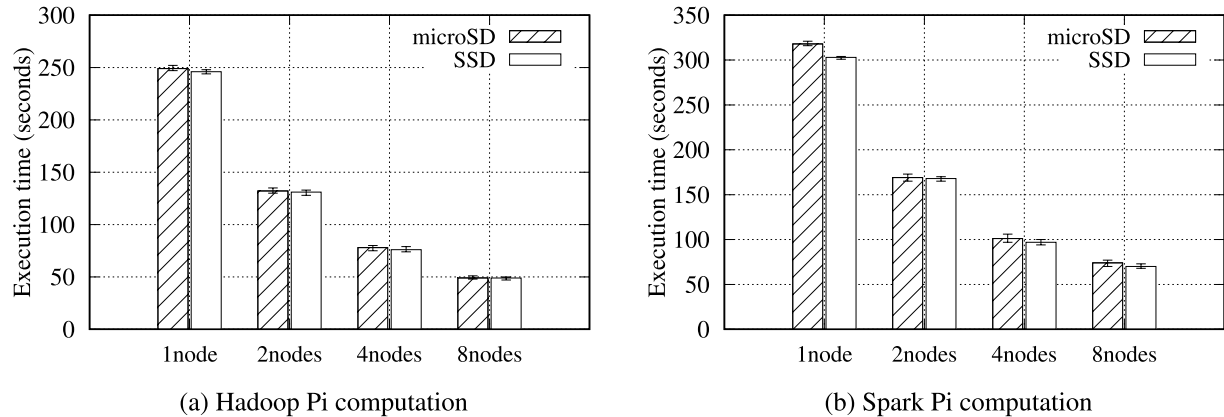 300
250
200
150
100
50
0
Execution time (seconds)
microSD
SSD
1node 2nodes 4nodes 8nodes
(a) Hadoop Pi computation
350
300
250
200
150
100
50
0
Execution time (seconds)
microSD
SSD
1node 2nodes 4nodes 8nodes
(b) Spark Pi computation